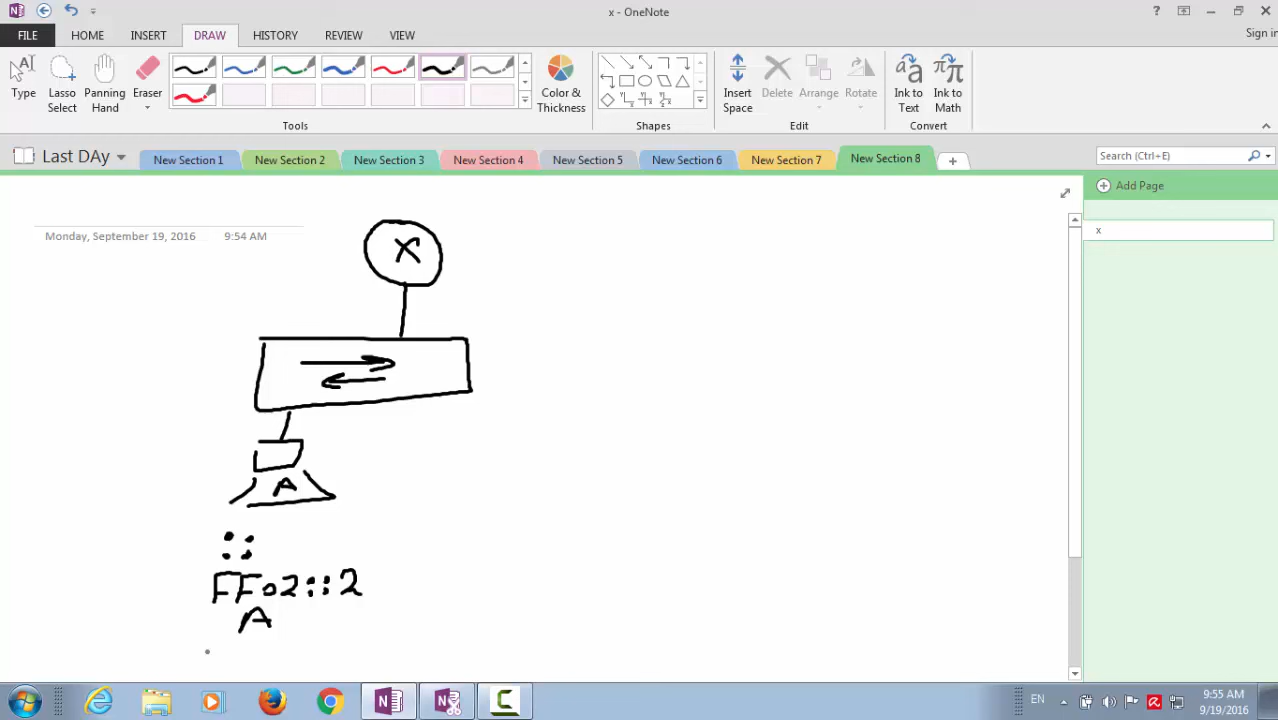 x - OneNote
?
Sign in
FILE
HOME
INSERT
DRAW
HISTORY
REVIEW
VIEW
Type
Lasso Select
Panning Hand
Eraser
Color & Thickness
Insert Space
Delete
Arrange
Rotate
Ink to Text
Ink to Math
Tools
Shapes
Edit
Convert
Last DAy
New Section 1
New Section 2
New Section 3
New Section 4
New Section 5
New Section 6
New Section 7
New Section 8
Search (Ctrl+E)
Add Page
x
Monday, September 19, 2016
9:54 AM
X
A
::
FF02::2
A
EN
9:55 AM
9/19/2016